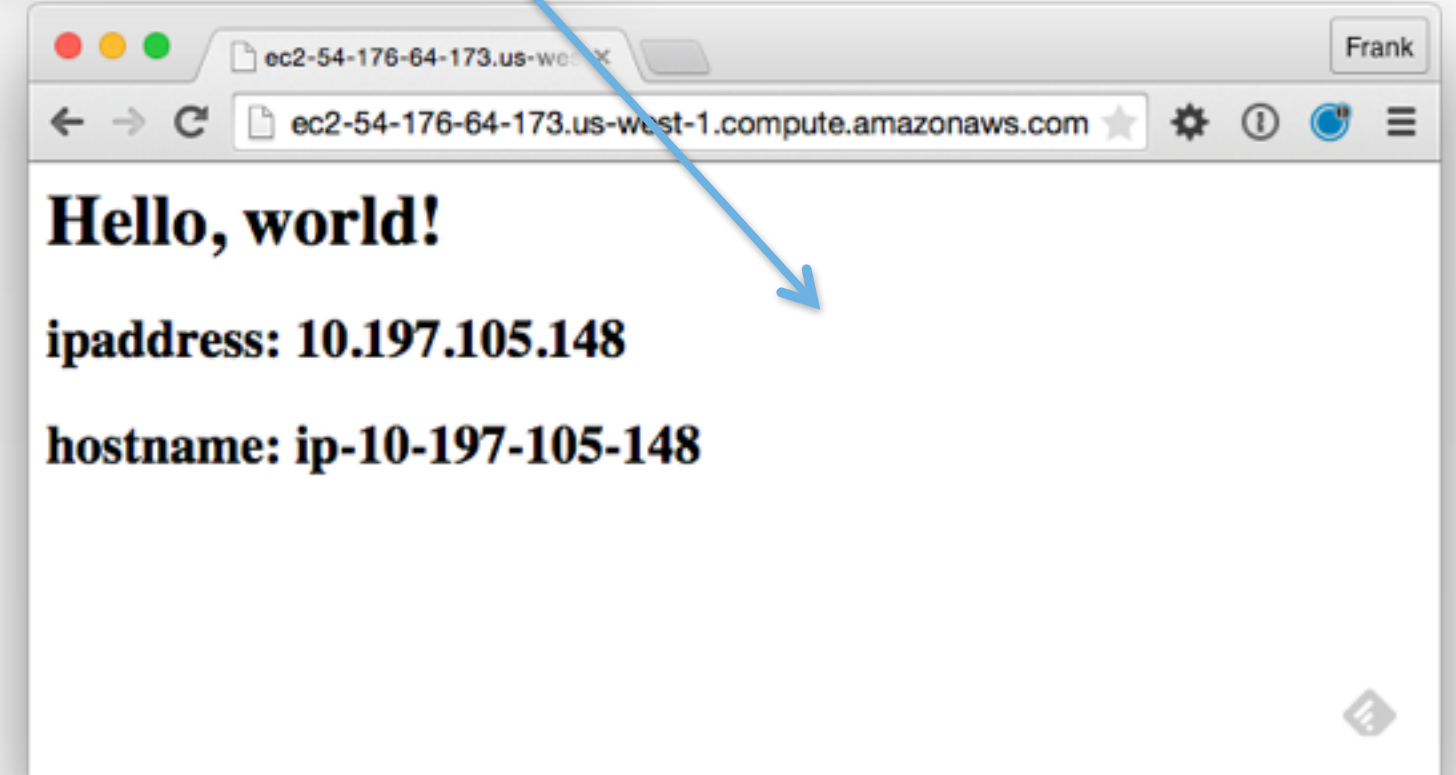 ec2-54-176-64-173.us-wes
Frank
ec2-54-176-64-173.us-west-1.compute.amazonaws.com
Hello, world!
ipaddress: 10.197.105.148
hostname: ip-10-197-105-148